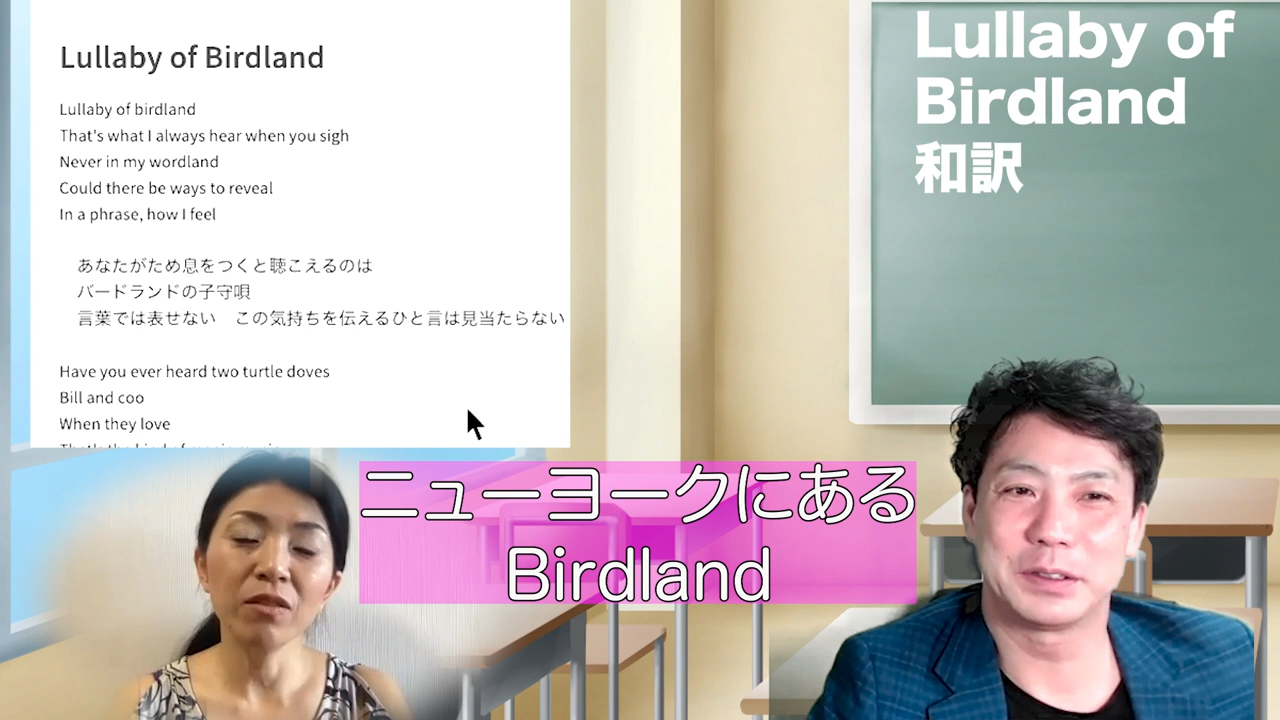 Lullaby of Birdland
Lullaby of birdland
That's what I always hear when you sigh
Never in my wordland
Could there be ways to reveal
In a phrase, how I feel
あなたがため息をつくと聴こえるのは
バードランドの子守唄
言葉では表せない　この気持ちを伝えるひと言は見当たらない
Have you ever heard two turtle doves
Bill and coo
When they love
Lullaby of
Birdland
和訳
ニューヨークにある
Birdland